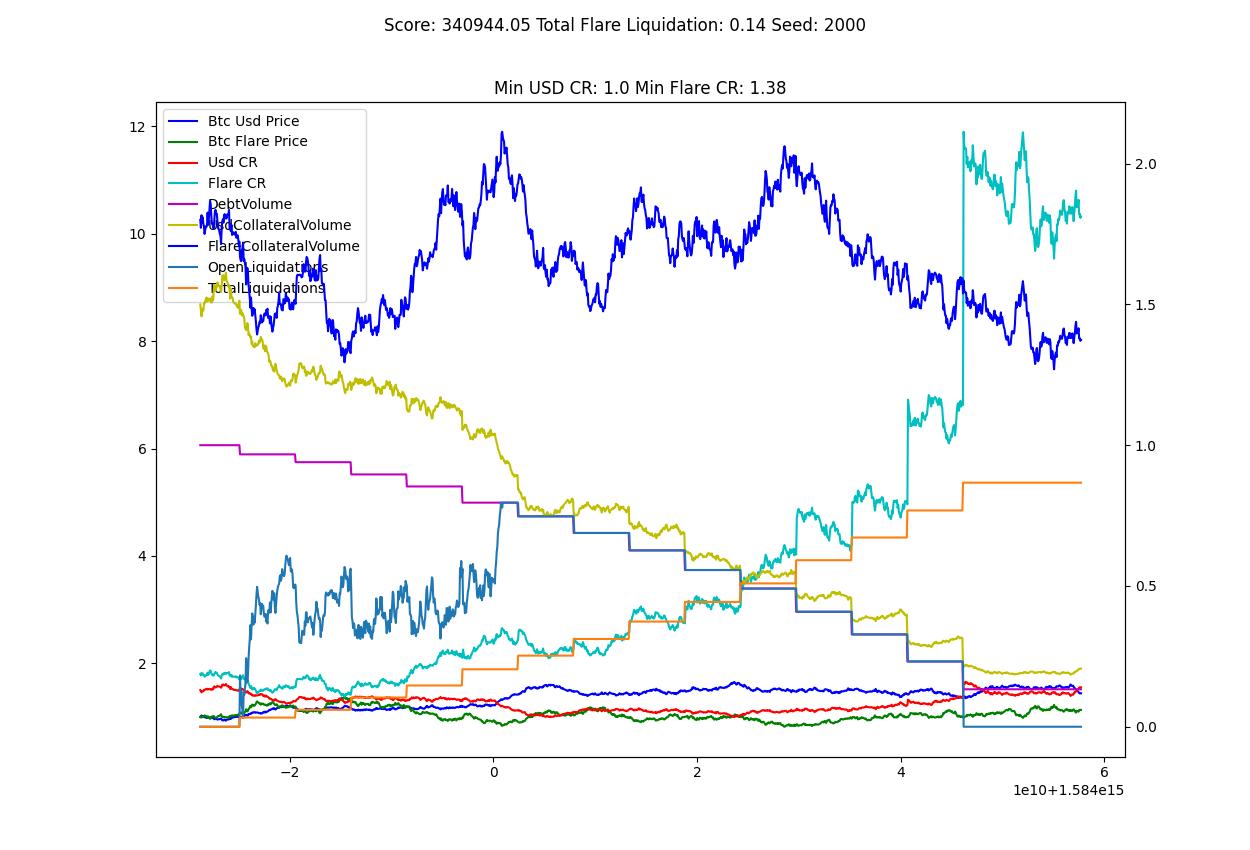 Score: 340944.05 Total Flare Liquidation: 0.14 Seed: 2000
Min USD CR: 1.0 Min Flare CR: 1.38
Btc Usd Price
Btc Flare Price
Usd CR
Flare CR
DebtVolume
UsdCollateralVolume
FlareCollateralVolume
OpenLiquidations
TotalLiquidations
12
10
8
6
4
2
2.0
1.5
1.0
0.5
0.0
−2
0
2
4
6
1e10+1.584e15